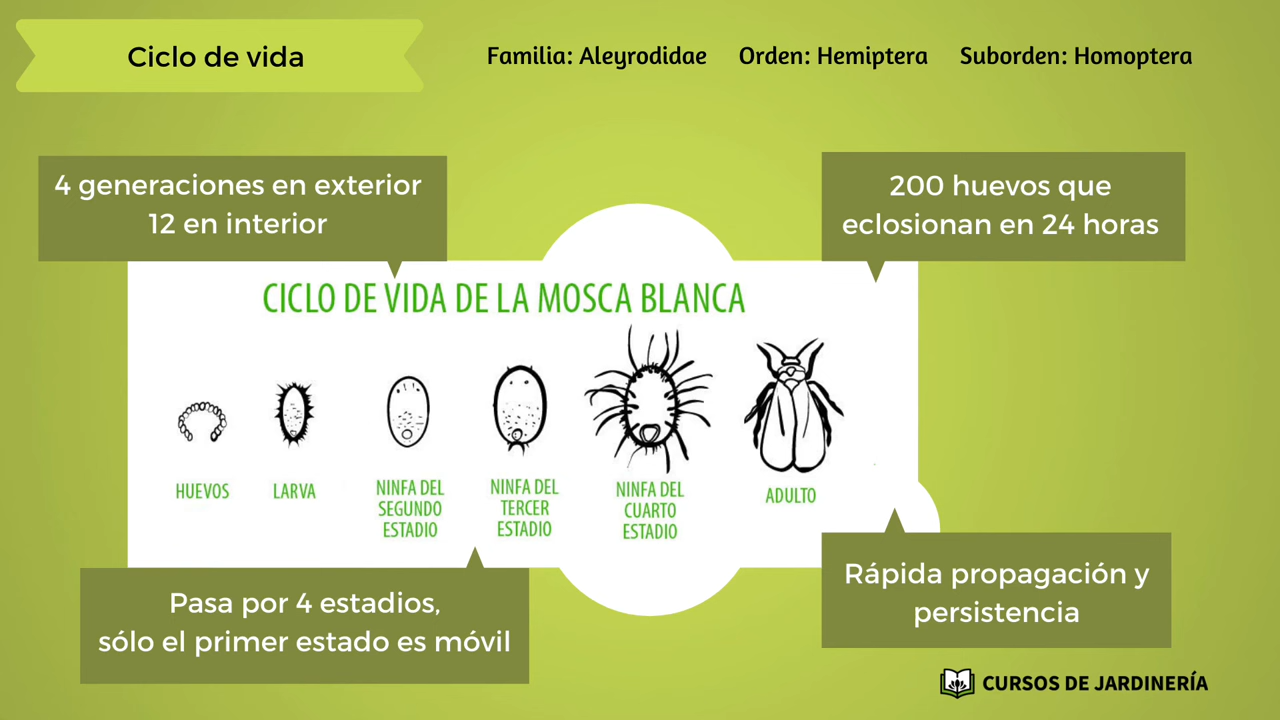 Ciclo de vida
Familia: Aleyrodidae Orden: Hemiptera Suborden: Homoptera
4 generaciones en exterior
12 en interior
200 huevos que
eclosionan en 24 horas
CICLO DE VIDA DE LA MOSCA BLANCA
HUEVOS
LARVA
NINFA DEL
SEGUNDO
ESTADIO
NINFA DEL
TERCER
ESTADIO
NINFA DEL
CUARTO
ESTADIO
ADULTO
Pasa por 4 estadios,
sólo el primer estado es móvil
Rápida propagación y
persistencia
CURSOS DE JARDINERÍA